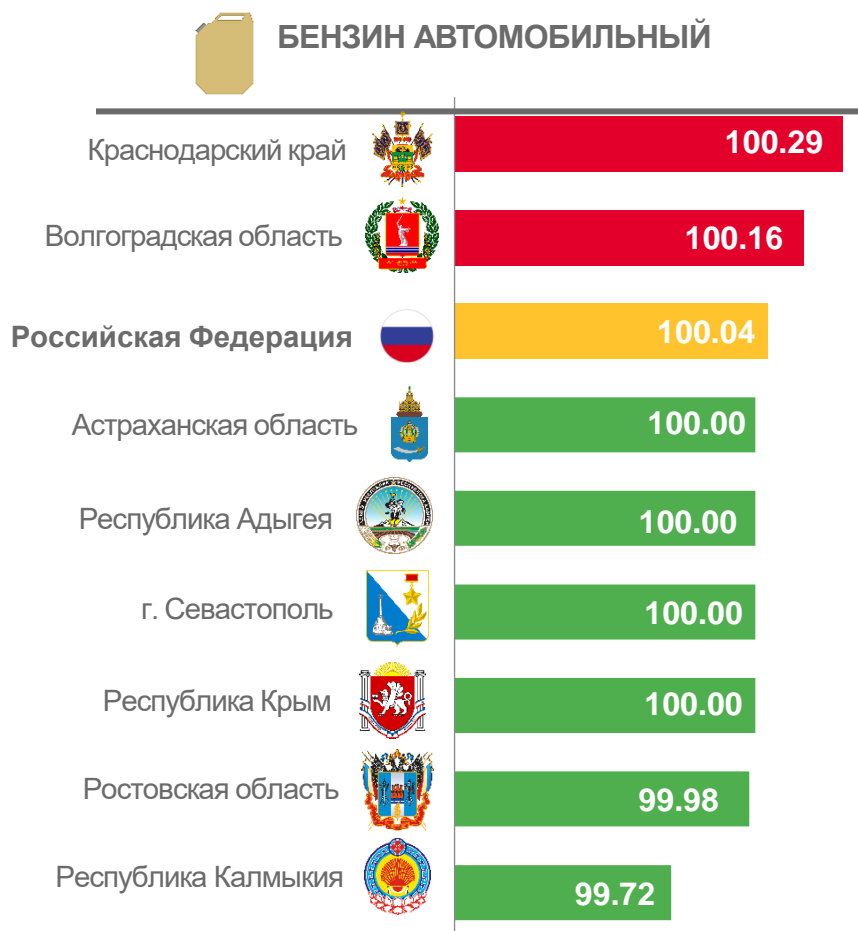 БЕНЗИН АВТОМОБИЛЬНЫЙ
Краснодарский край 100.29
Волгоградская область 100.16
Российская Федерация 100.04
Астраханская область 100.00
Республика Адыгея 100.00
г. Севастополь 100.00
Республика Крым 100.00
Ростовская область 99.98
Республика Калмыкия 99.72